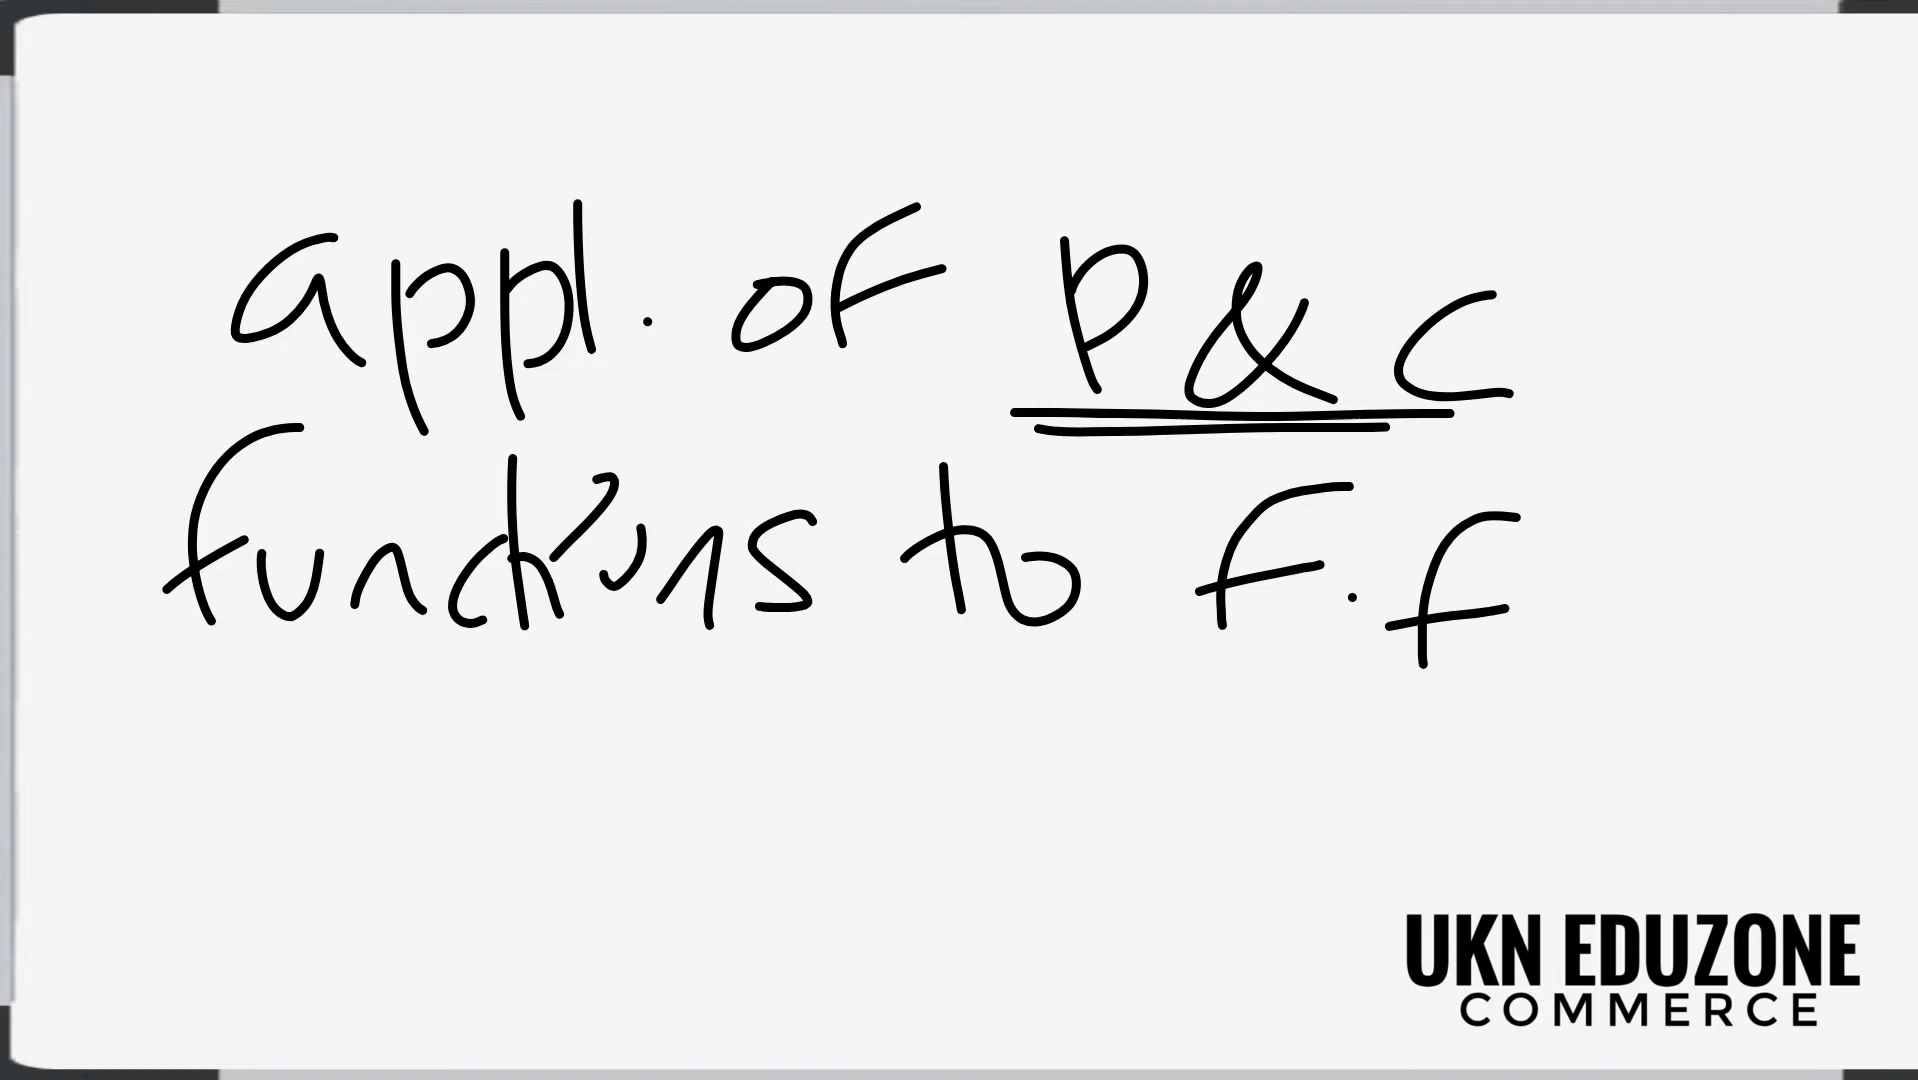 appl. of P & C
functions to F.f
UKN EDUZONE
COMMERCE